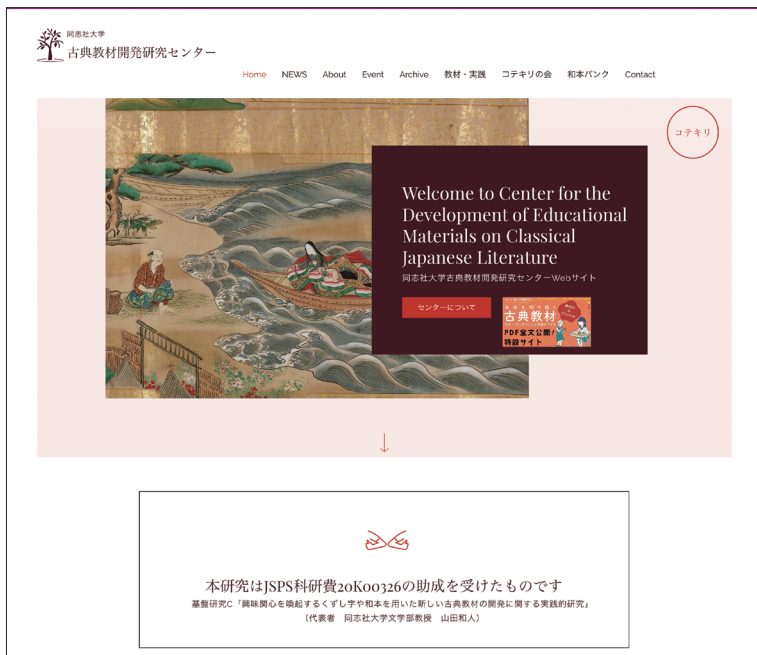 同志社大学
古典教材開発研究センター
Home NEWS About Event Archive 教材・実践 コテキリの会 和本バンク Contact
コテキリ
Welcome to Center for the
Development of Educational
Materials on Classical
Japanese Literature
同志社大学古典教材開発研究センターWebサイト
センターについて
古典教材
PDF全文公開!
特設サイト
本研究はJSPS科研費20K00326の助成を受けたものです
基盤研究C「興味関心を喚起するくずし字や和本を用いた新しい古典教材の開発に関する実践的研究」
（代表者 同志社大学文学部教授 山田和人）